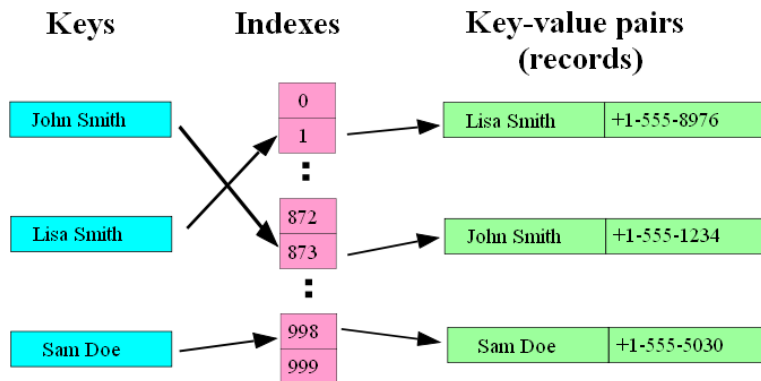 Keys
Indexes
Key-value pairs
(records)
John Smith
Lisa Smith
Sam Doe
0
1
872
873
998
999
Lisa Smith +1-555-8976
John Smith +1-555-1234
Sam Doe +1-555-5030